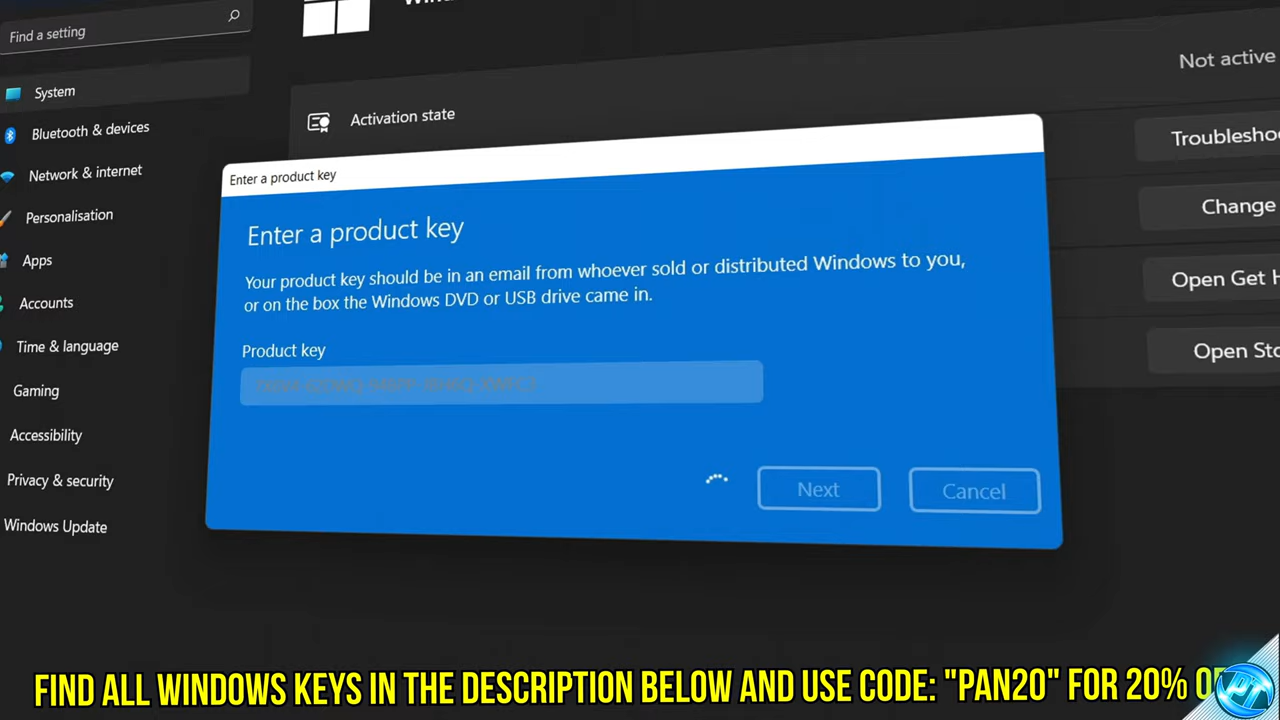 Find a setting
System
Bluetooth & devices
Network & internet
Personalisation
Apps
Accounts
Time & language
Gaming
Accessibility
Privacy & security
Windows Update
Activation state
Not active
Troubleshoo
Change
Open Get H
Open Sto
Enter a product key
Enter a product key
Your product key should be in an email from whoever sold or distributed Windows to you,
or on the box the Windows DVD or USB drive came in.
Product key
Next
Cancel
FIND ALL WINDOWS KEYS IN THE DESCRIPTION BELOW AND USE CODE: "PAN20" FOR 20%